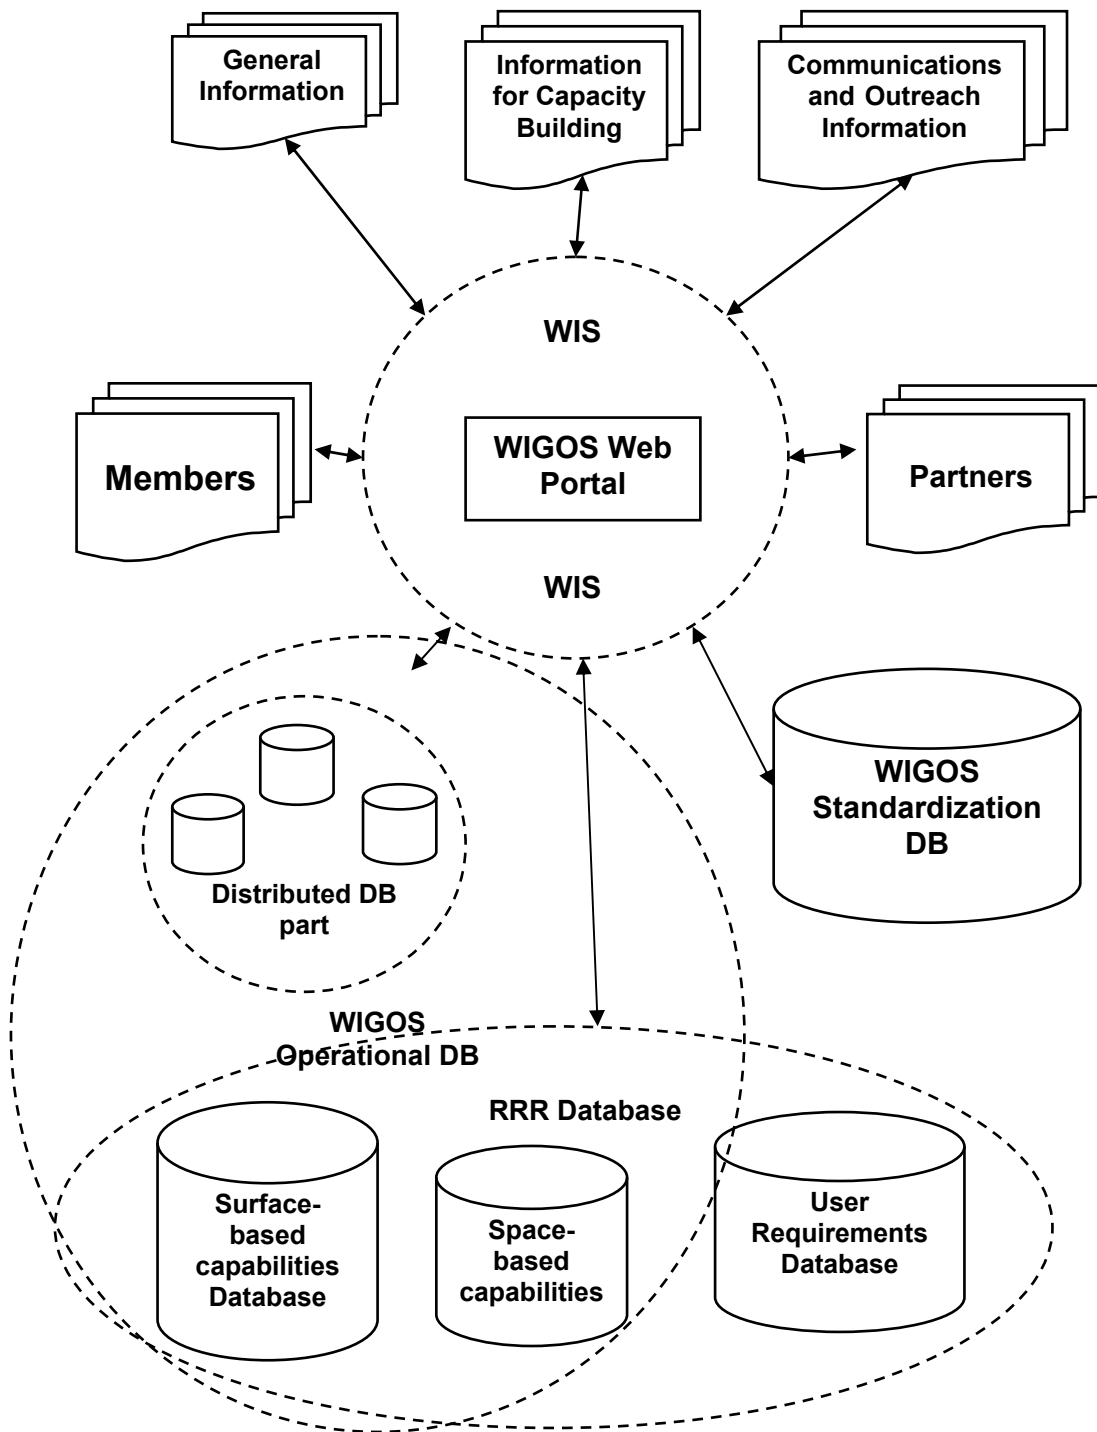 General
Information
Information
for Capacity
Building
Communications
and Outreach
Information
WIS
Members
WIGOS Web
Portal
Partners
WIS
WIGOS
Standardization
DB
Distributed DB
part
WIGOS
Operational DB
RRR Database
Surface-
based
capabilities
Database
Space-
based
capabilities
User
Requirements
Database